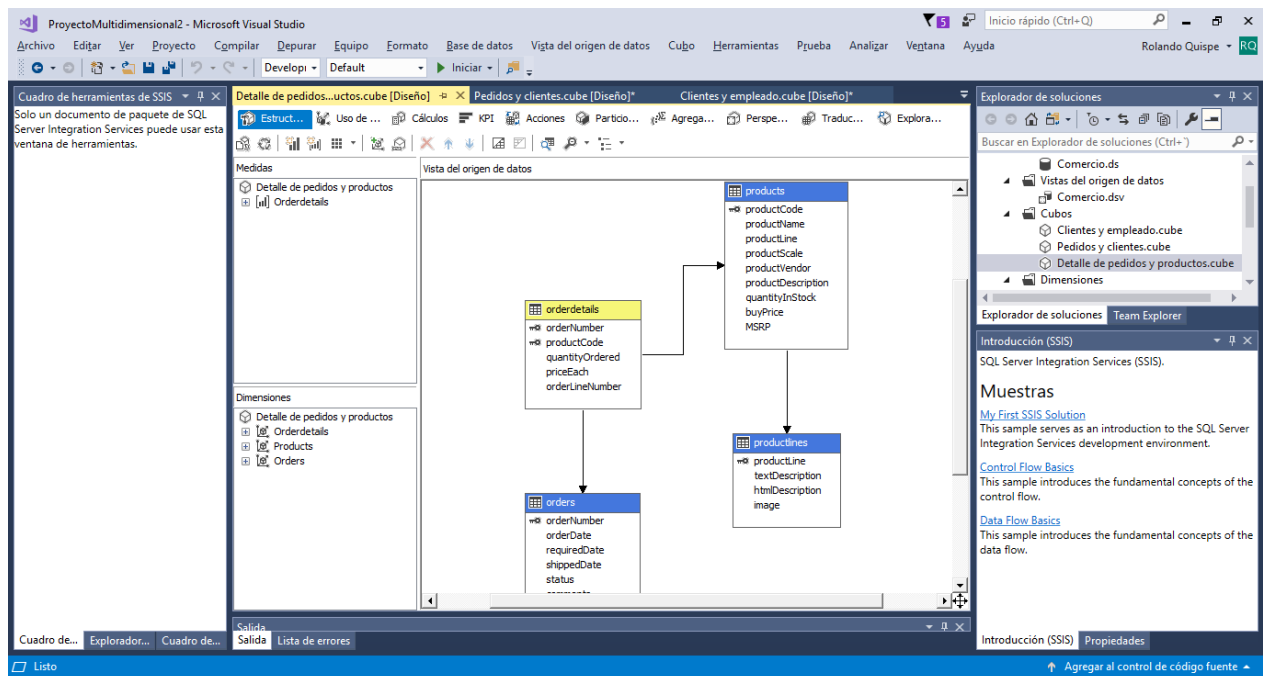 ProyectoMultidimensional2 - Microsoft Visual Studio
5
Inicio rápido (Ctrl+Q)
Archivo Editar Ver Proyecto Compilar Depurar Equipo Formato Base de datos Vista del origen de datos Cubo Herramientas Prueba Analizar Ventana Ayuda
Rolando Quispe RQ
Developı Default Iniciar
Cuadro de herramientas de SSIS
Solo un documento de paquete de SQL
Server Integration Services puede usar esta
ventana de herramientas.
Detalle de pedidos...uctos.cube [Diseño] Pedidos y clientes.cube [Diseño]* Clientes y empleado.cube [Diseño]*
Estruct... Uso de ... Cálculos KPI Acciones Particio... Agrega... Perspe... Traduc... Explora...
Medidas
Detalle de pedidos y productos
Orderdetails
Dimensiones
Detalle de pedidos y productos
Orderdetails
Products
Orders
Vista del origen de datos
products
productCode
productName
productLine
productScale
productVendor
productDescription
quantityInStock
buyPrice
MSRP
orderdetails
orderNumber
productCode
quantityOrdered
priceEach
orderLineNumber
productlines
productLine
textDescription
htmlDescription
image
orders
orderNumber
orderDate
requiredDate
shippedDate
status
comments
Explorador de soluciones
Buscar en Explorador de soluciones (Ctrl+´)
Comercio.ds
Vistas del origen de datos
Comercio.dsv
Cubos
Clientes y empleado.cube
Pedidos y clientes.cube
Detalle de pedidos y productos.cube
Dimensiones
Explorador de soluciones Team Explorer
Introducción (SSIS)
SQL Server Integration Services (SSIS).
Muestras
My First SSIS Solution
This sample serves as an introduction to the SQL Server
Integration Services development environment.
Control Flow Basics
This sample introduces the fundamental concepts of the
control flow.
Data Flow Basics
This sample introduces the fundamental concepts of the
data flow.
Salida
Cuadro de... Explorador... Cuadro de...
Salida Lista de errores
Introducción (SSIS) Propiedades
Listo
Agregar al control de código fuente